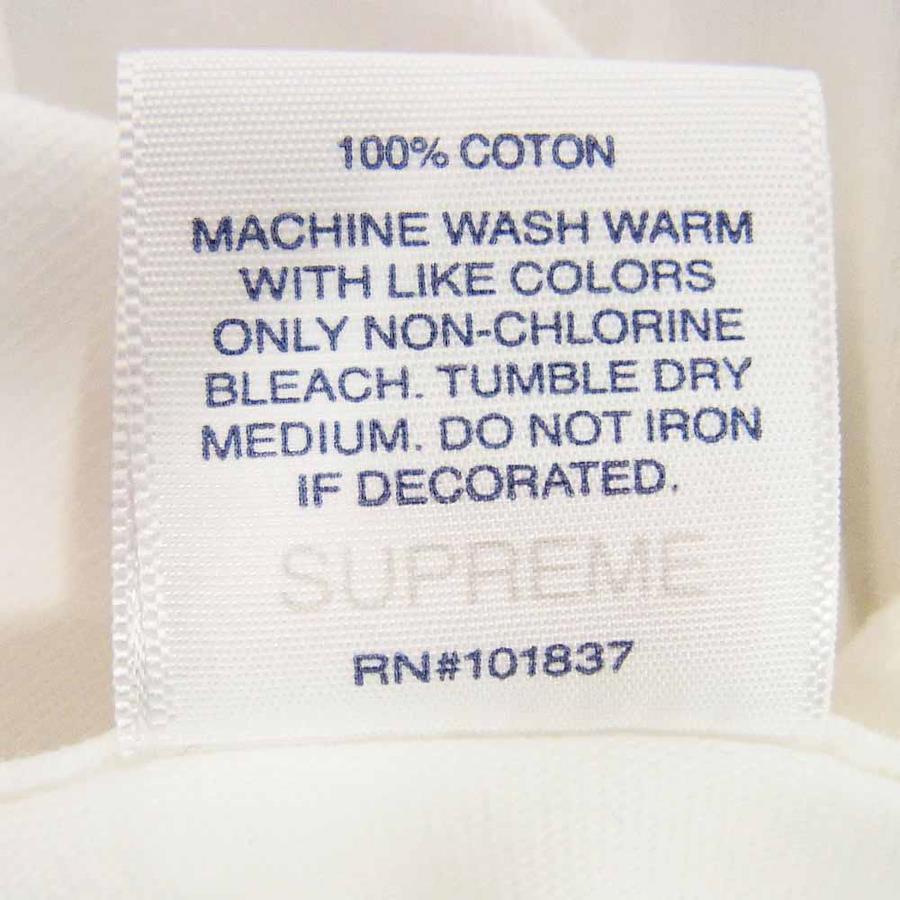 100% COTON
MACHINE WASH WARM
WITH LIKE COLORS
ONLY NON-CHLORINE
BLEACH. TUMBLE DRY
MEDIUM. DO NOT IRON
IF DECORATED.
SUPREME
RN#101837